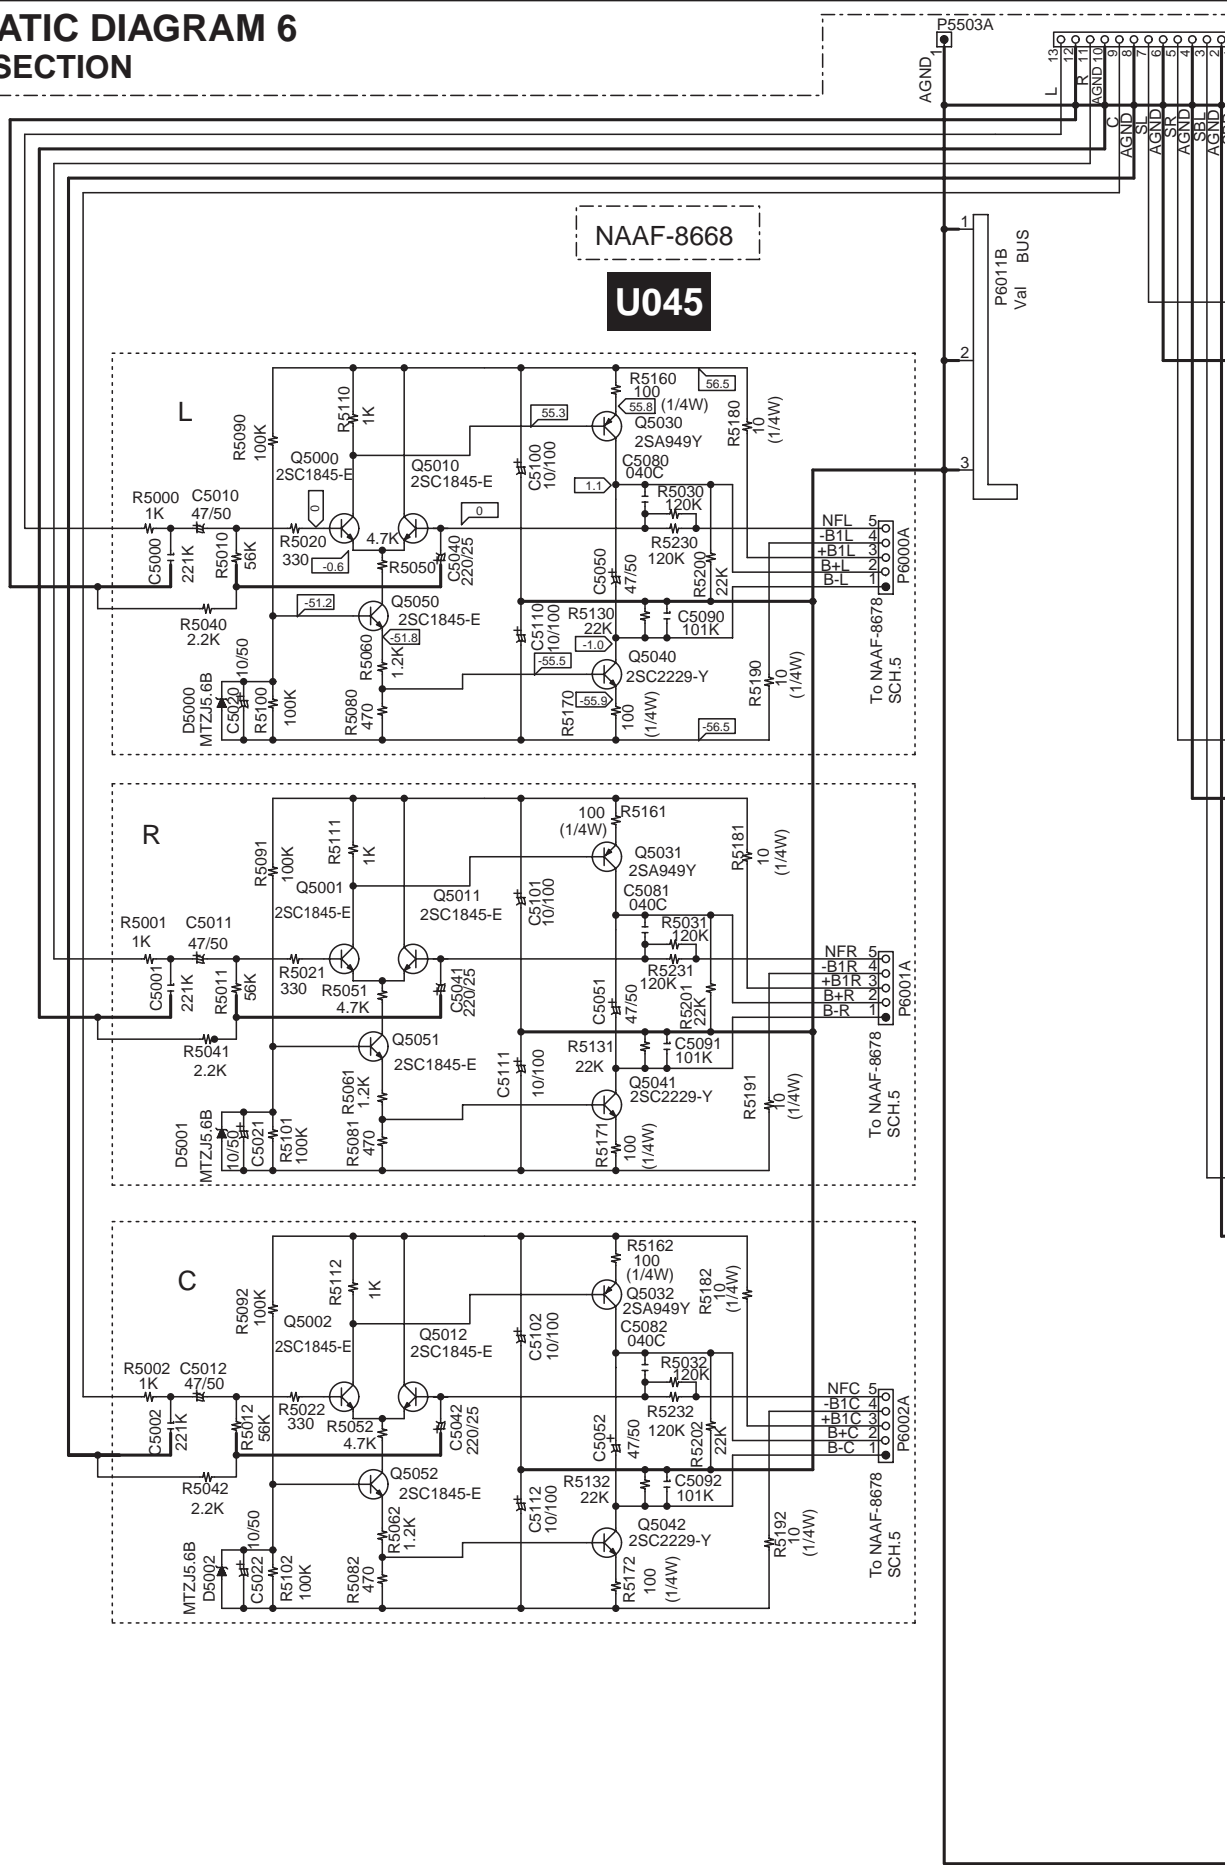 ATIC DIAGRAM 6
SECTION
P5503A
AGND
1
13
12
11
10
9
8
7
6
5
4
3
2
L
R
AGND
C
AGND
SL
AGND
SR
AGND
SBL
AGND
NAAF-8668
U045
1
2
3
P6011B
Val BUS
L
R5090
100K
R5110
1K
Q5000
2SC1845-E
Q5010
2SC1845-E
R5000
1K
C5010
47/50
C5000
221K
R5010
56K
R5020
330
0
-0.6
4.7K
R5050
C5040
220/25
0
R5040
2.2K
-51.2
Q5050
2SC1845-E
-51.8
R5060
1.2K
R5080
470
D5000
MTZJ5.6B
C5020
10/50
R5100
100K
C5100
10/100
C5110
10/100
55.3
R5160
100
(1/4W)
55.8
56.5
Q5030
2SA949Y
C5080
040C
1.1
R5030
120K
R5230
120K
C5050
47/50
R5200
22K
R5130
22K
C5090
101K
-1.0
-55.5
Q5040
2SC2229-Y
R5170
-55.9
100
(1/4W)
-56.5
R5180
10
(1/4W)
R5190
10
(1/4W)
NFL 5
-B1L 4
+B1L 3
B+L 2
B-L 1
P6000A
To NAAF-8678
SCH.5
R
R5091
100K
R5111
1K
Q5001
2SC1845-E
Q5011
2SC1845-E
R5001
1K
C5011
47/50
C5001
221K
R5011
56K
R5021
330
R5051
4.7K
C5041
220/25
R5041
2.2K
Q5051
2SC1845-E
R5061
1.2K
R5081
470
D5001
MTZJ5.6B
10/50
C5021
R5101
100K
C5101
10/100
C5111
10/100
100
(1/4W)
R5161
Q5031
2SA949Y
C5081
040C
R5031
120K
R5231
120K
C5051
47/50
R5201
22K
R5131
22K
C5091
101K
Q5041
2SC2229-Y
R5171
100
(1/4W)
R5181
10
(1/4W)
R5191
10
(1/4W)
NFR 5
-B1R 4
+B1R 3
B+R 2
B-R 1
P6001A
To NAAF-8678
SCH.5
C
R5092
100K
R5112
1K
Q5002
2SC1845-E
Q5012
2SC1845-E
R5002
1K
C5012
47/50
C5002
221K
R5012
56K
R5022
330
R5052
4.7K
C5042
220/25
R5042
2.2K
Q5052
2SC1845-E
R5062
1.2K
R5082
470
MTZJ5.6B
D5002
C5022
10/50
R5102
100K
C5102
10/100
C5112
10/100
R5162
100
(1/4W)
Q5032
2SA949Y
C5082
040C
R5032
120K
R5232
120K
C5052
47/50
R5202
22K
R5132
22K
C5092
101K
Q5042
2SC2229-Y
R5172
100
(1/4W)
R5182
10
(1/4W)
R5192
10
(1/4W)
NFC 5
-B1C 4
+B1C 3
B+C 2
B-C 1
P6002A
To NAAF-8678
SCH.5